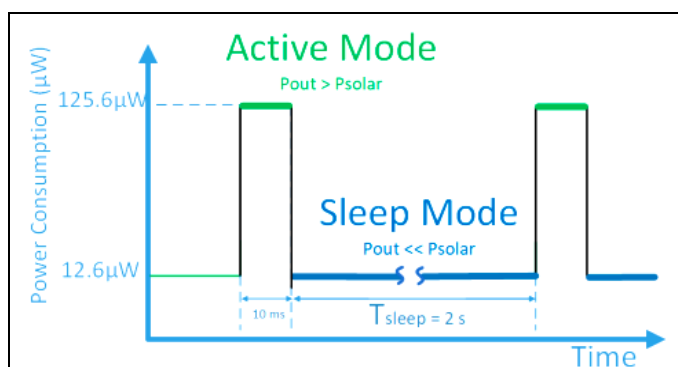 Active Mode
Pout > Psolar
Power Consumption (µW)
125.6µW
Sleep Mode
Pout << Psolar
12.6µW
10 ms
Tsleep = 2 s
Time